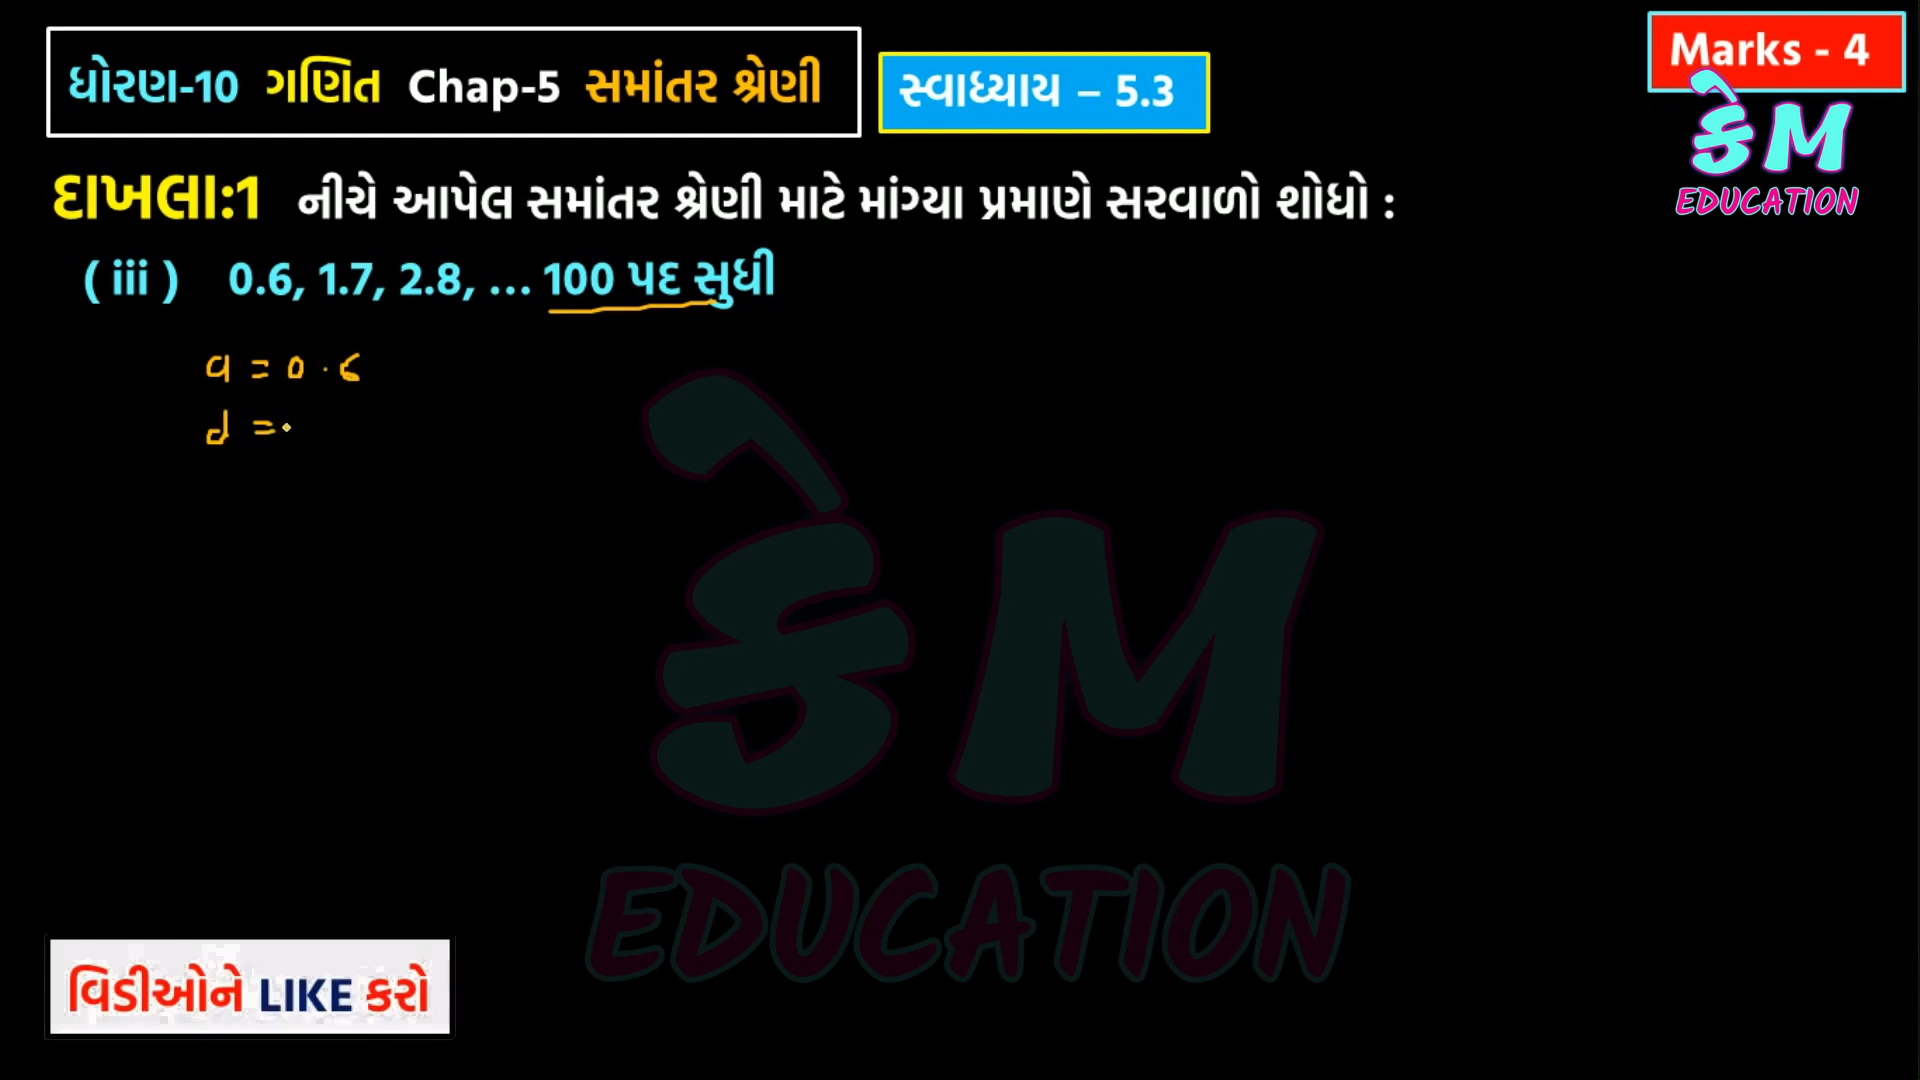 ધોરણ-10 ગણિત Chap-5 સમાંતર શ્રેણી
સ્વાધ્યાય – 5.3
Marks - 4
કેM
EDUCATION
દાખલા:1 નીચે આપેલ સમાંતર શ્રેણી માટે માંગ્યા પ્રમાણે સરવાળો શોધો :
( iii ) 0.6, 1.7, 2.8, ... 100 પદ સુધી
a = 0.6
d =
કેM
EDUCATION
વિડીઓને LIKE કરો